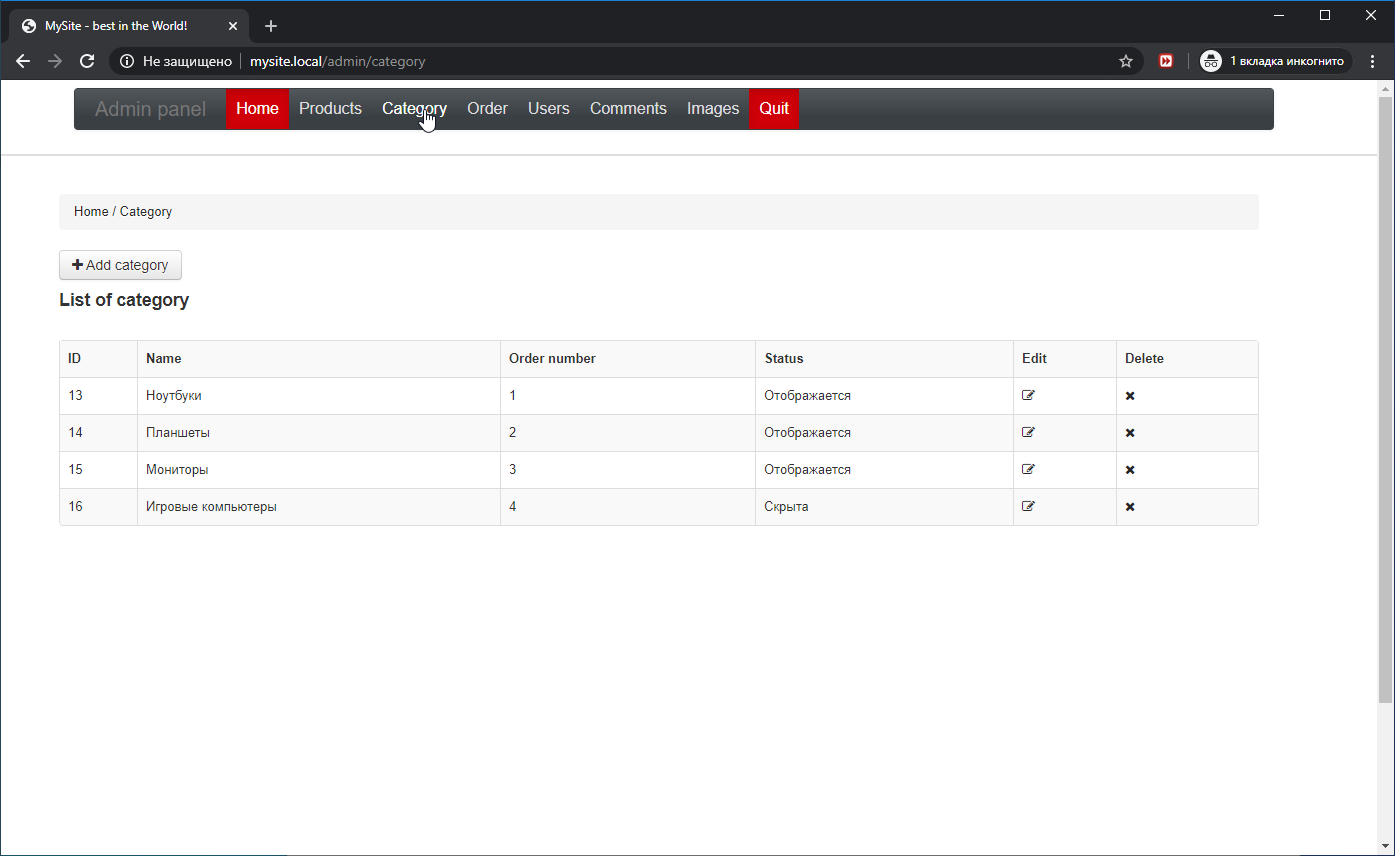 MySite - best in the World!
Не защищено mysite.local/admin/category 1 вкладка инкогнито
Admin panel Home Products Category Order Users Comments Images Quit
Home / Category
Add category
List of category
ID Name Order number Status Edit Delete
13 Ноутбуки 1 Отображается
14 Планшеты 2 Отображается
15 Мониторы 3 Отображается
16 Игровые компьютеры 4 Скрыта